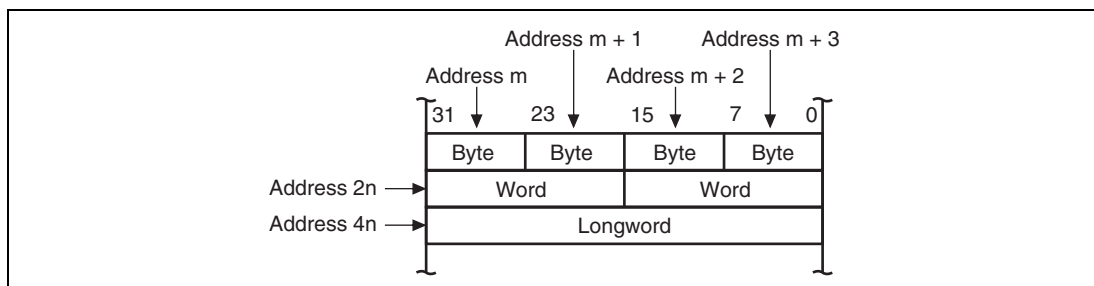 Address m + 1 Address m + 3
Address m Address m + 2
31 23 15 7 0
Byte Byte Byte Byte
Address 2n Word Word
Address 4n Longword